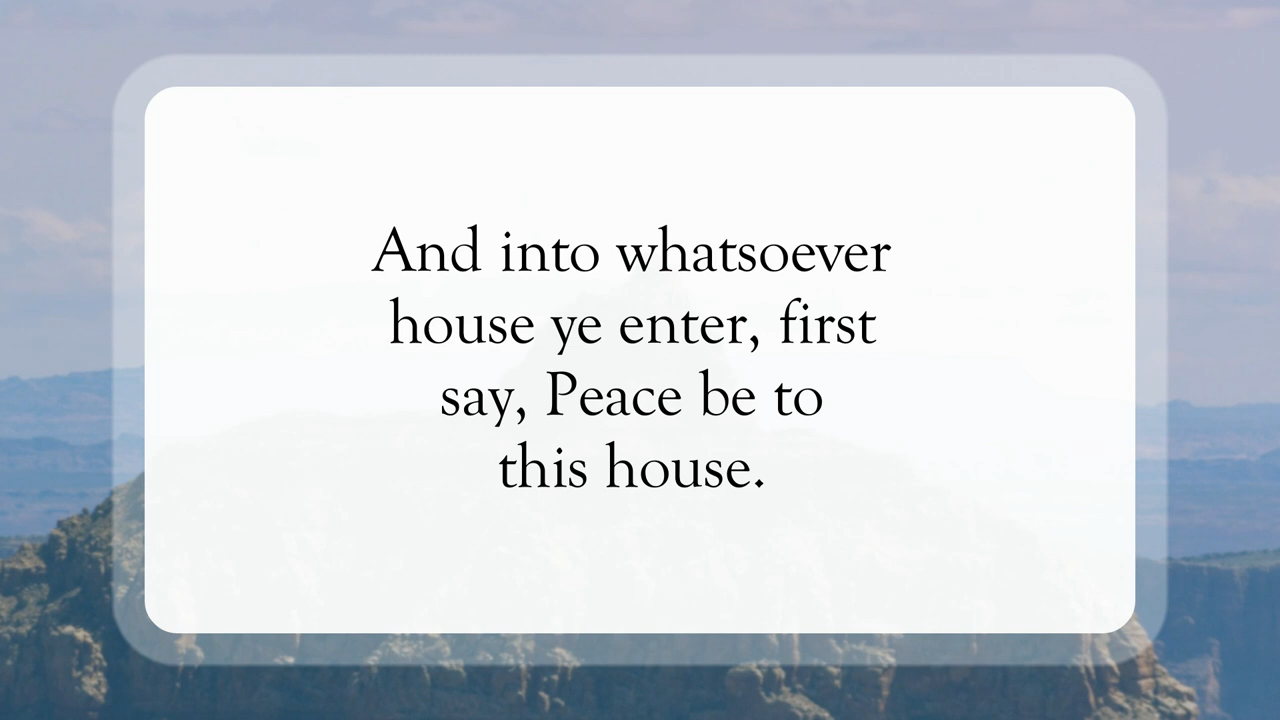 And into whatsoever
house ye enter, first
say, Peace be to
this house.